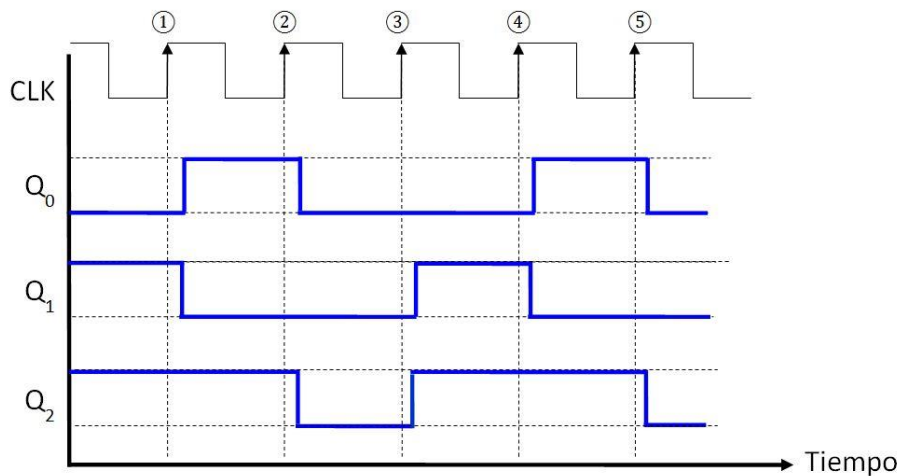 ① ② ③ ④ ⑤
CLK
Q₀
Q₁
Q₂
Tiempo